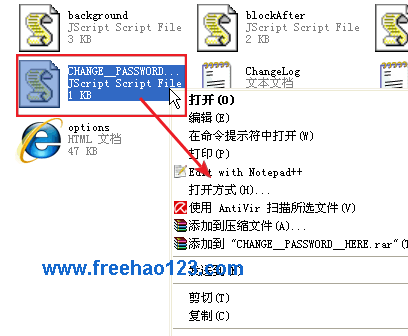 background
JScript Script File
3 KB
blockAfter
JScript Script File
2 KB
CHANGE__PASSWORD...
JScript Script File
1 KB
ChangeLog
文本文档
options
HTML 文档
47 KB
打开(O)
编辑(E)
在命令提示符中打开(W)
打印(P)
Edit with Notepad++
打开方式(H)...
使用 AntiVir 扫描所选文件(V)
添加到压缩文件(A)...
添加到 "CHANGE__PASSWORD__HERE.rar"(T)
www.freehao123.com
剪切(T)
复制(C)